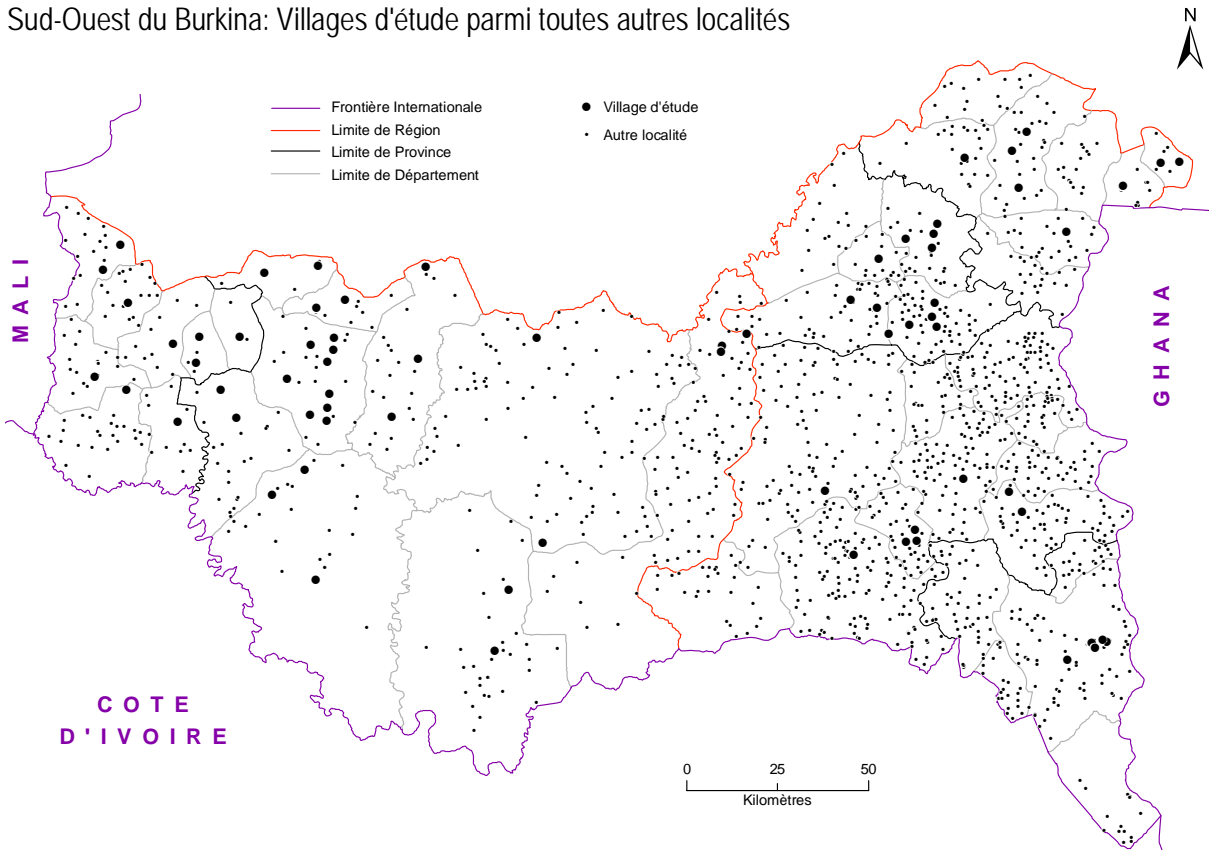 Sud-Ouest du Burkina: Villages d'étude parmi toutes autres localités
N
Frontière Internationale
Limite de Région
Limite de Province
Limite de Département
Village d'étude
Autre localité
MALI
GHANA
COTE
D'IVOIRE
0 25 50
Kilomètres